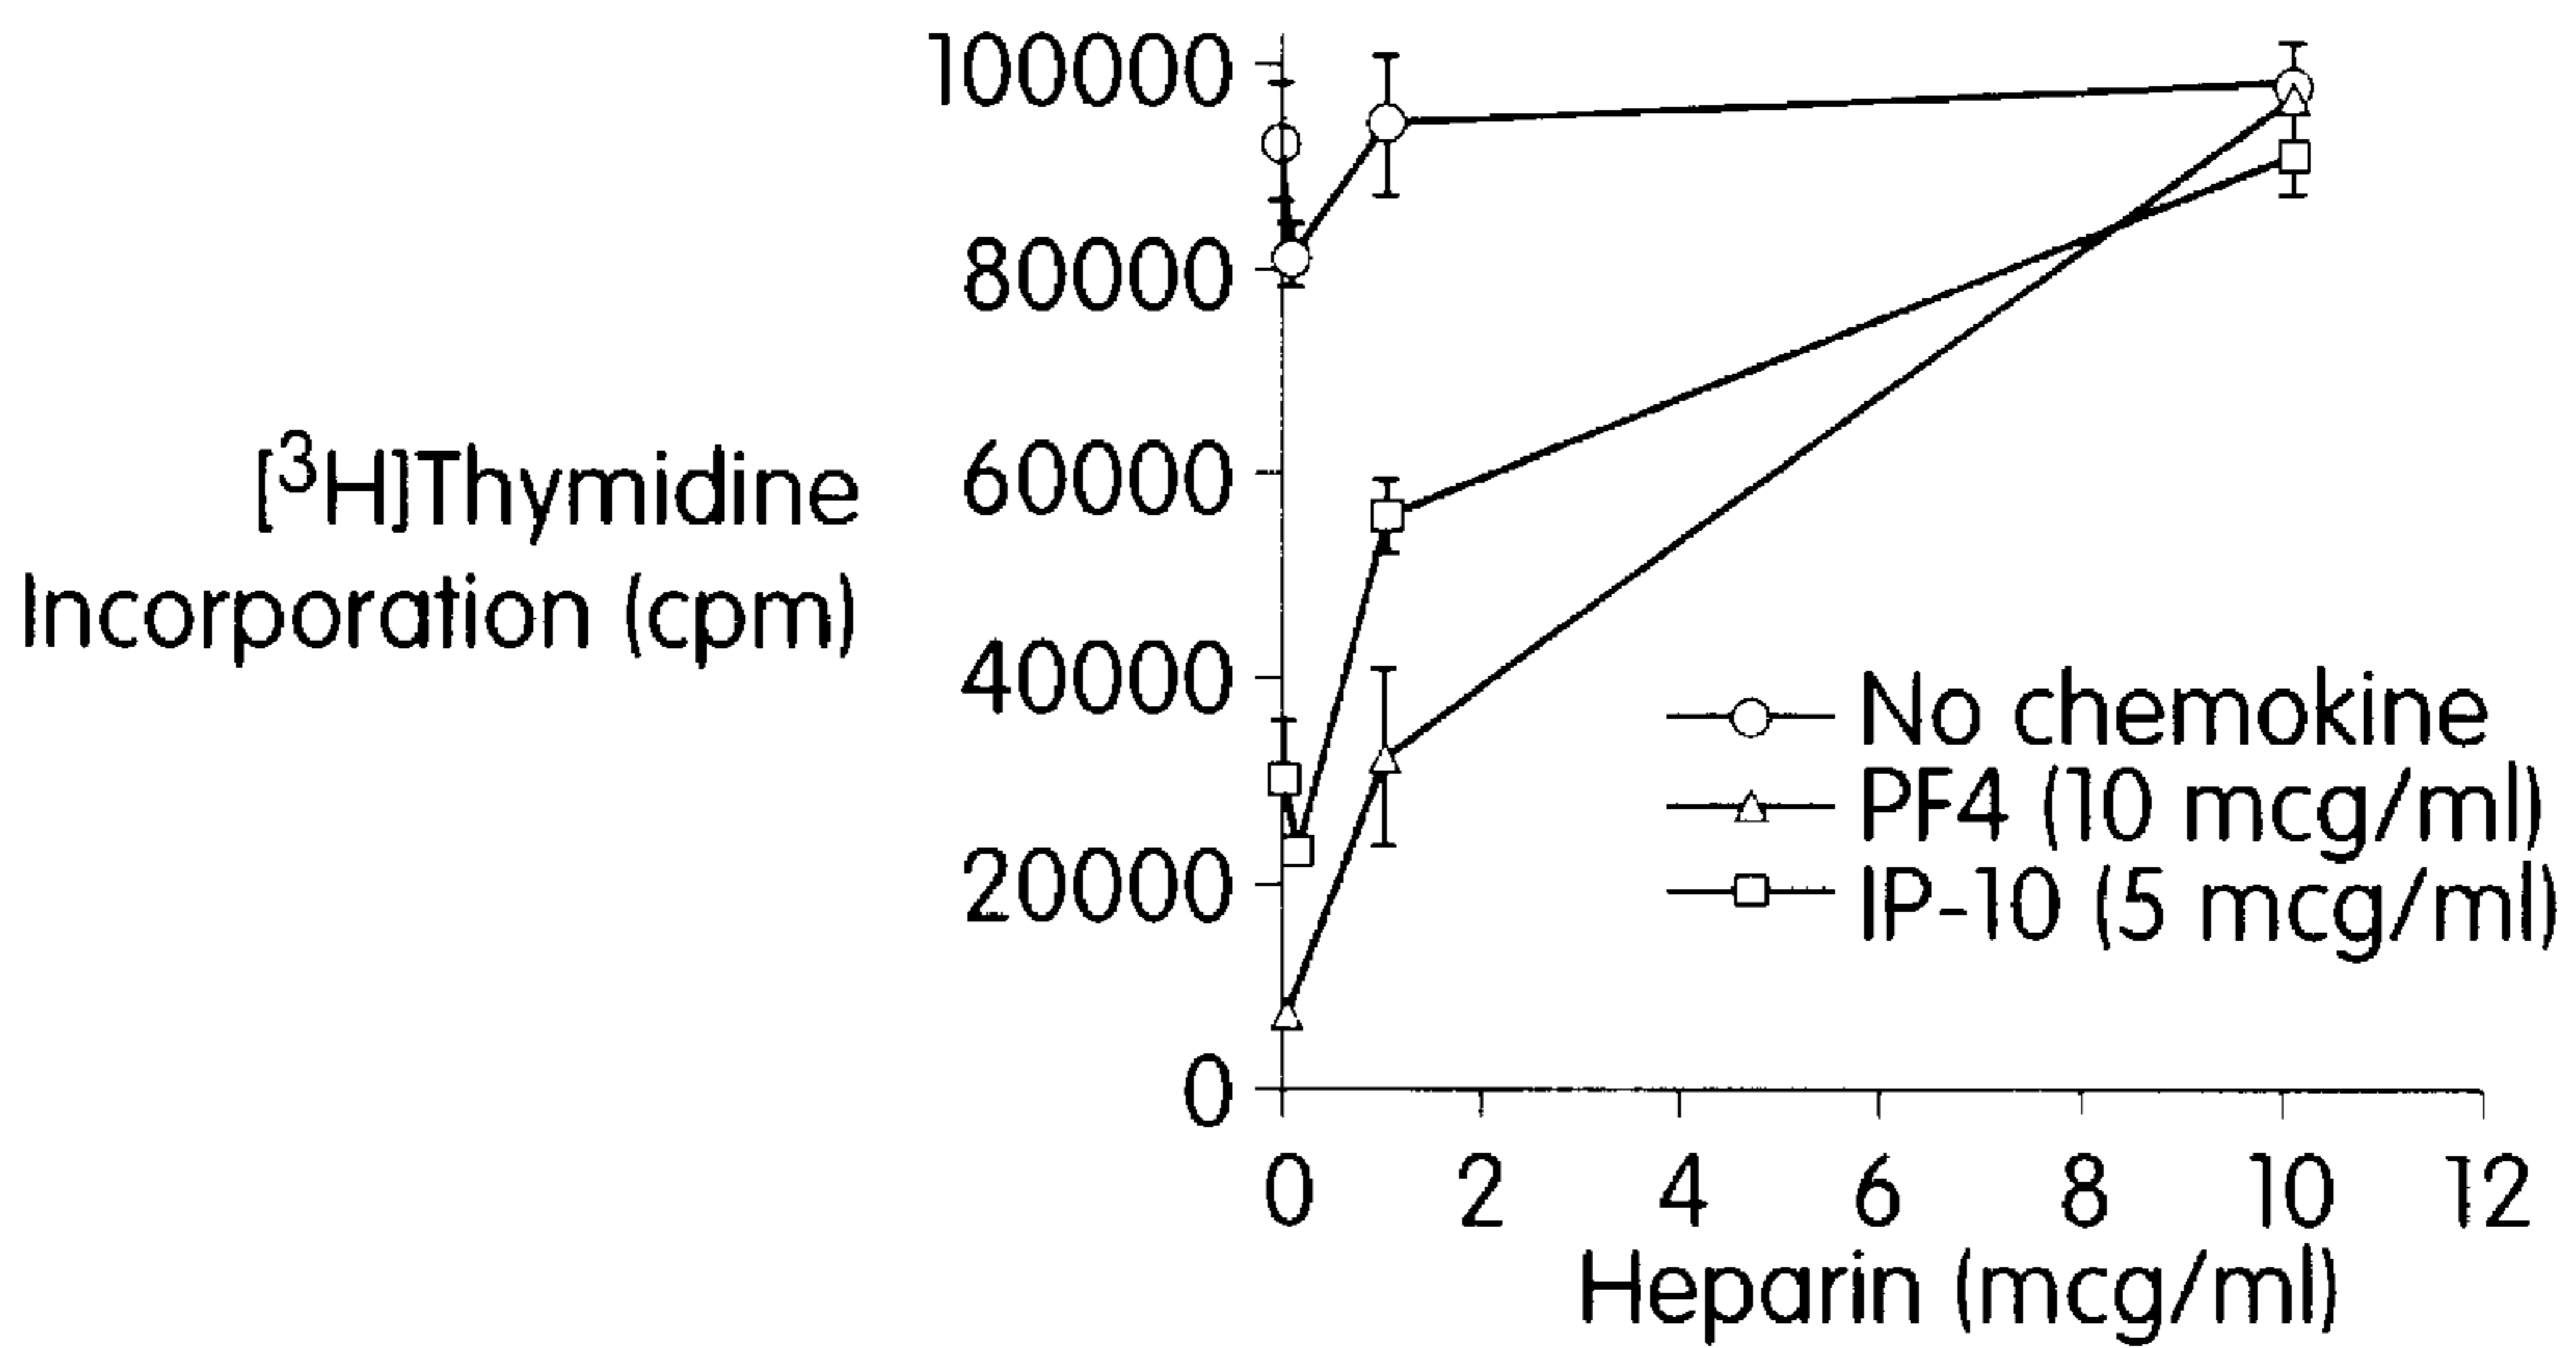 100000
80000
60000
40000
20000
0
[³H]Thymidine
Incorporation (cpm)
No chemokine
PF4 (10 mcg/ml)
IP-10 (5 mcg/ml)
0 2 4 6 8 10 12
Heparin (mcg/ml)